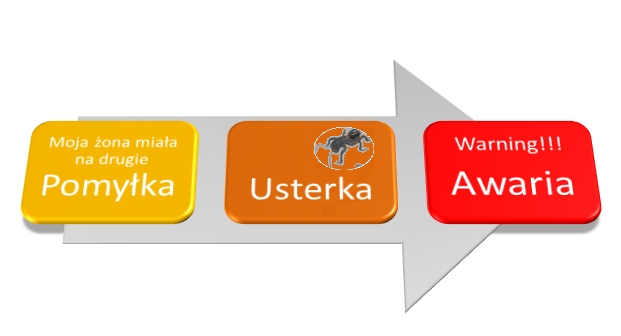 Moja żona miała
na drugie
Pomyłka
Usterka
Warning!!!
Awaria